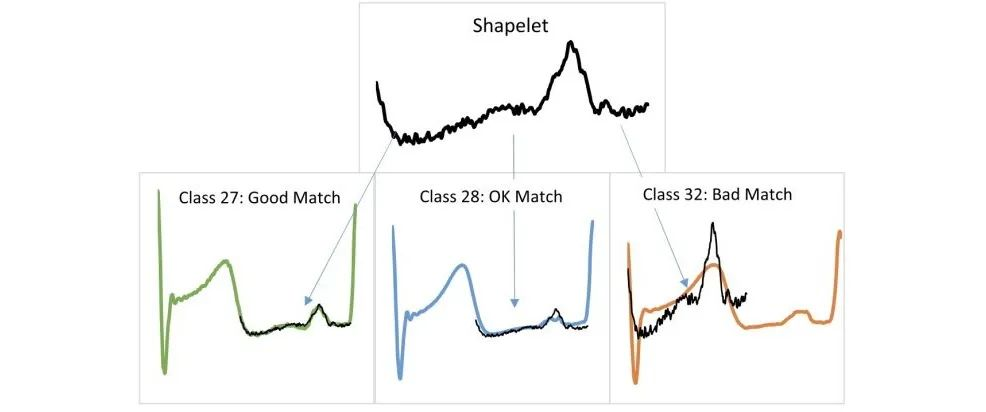 Shapelet
Class 27: Good Match
Class 28: OK Match
Class 32: Bad Match